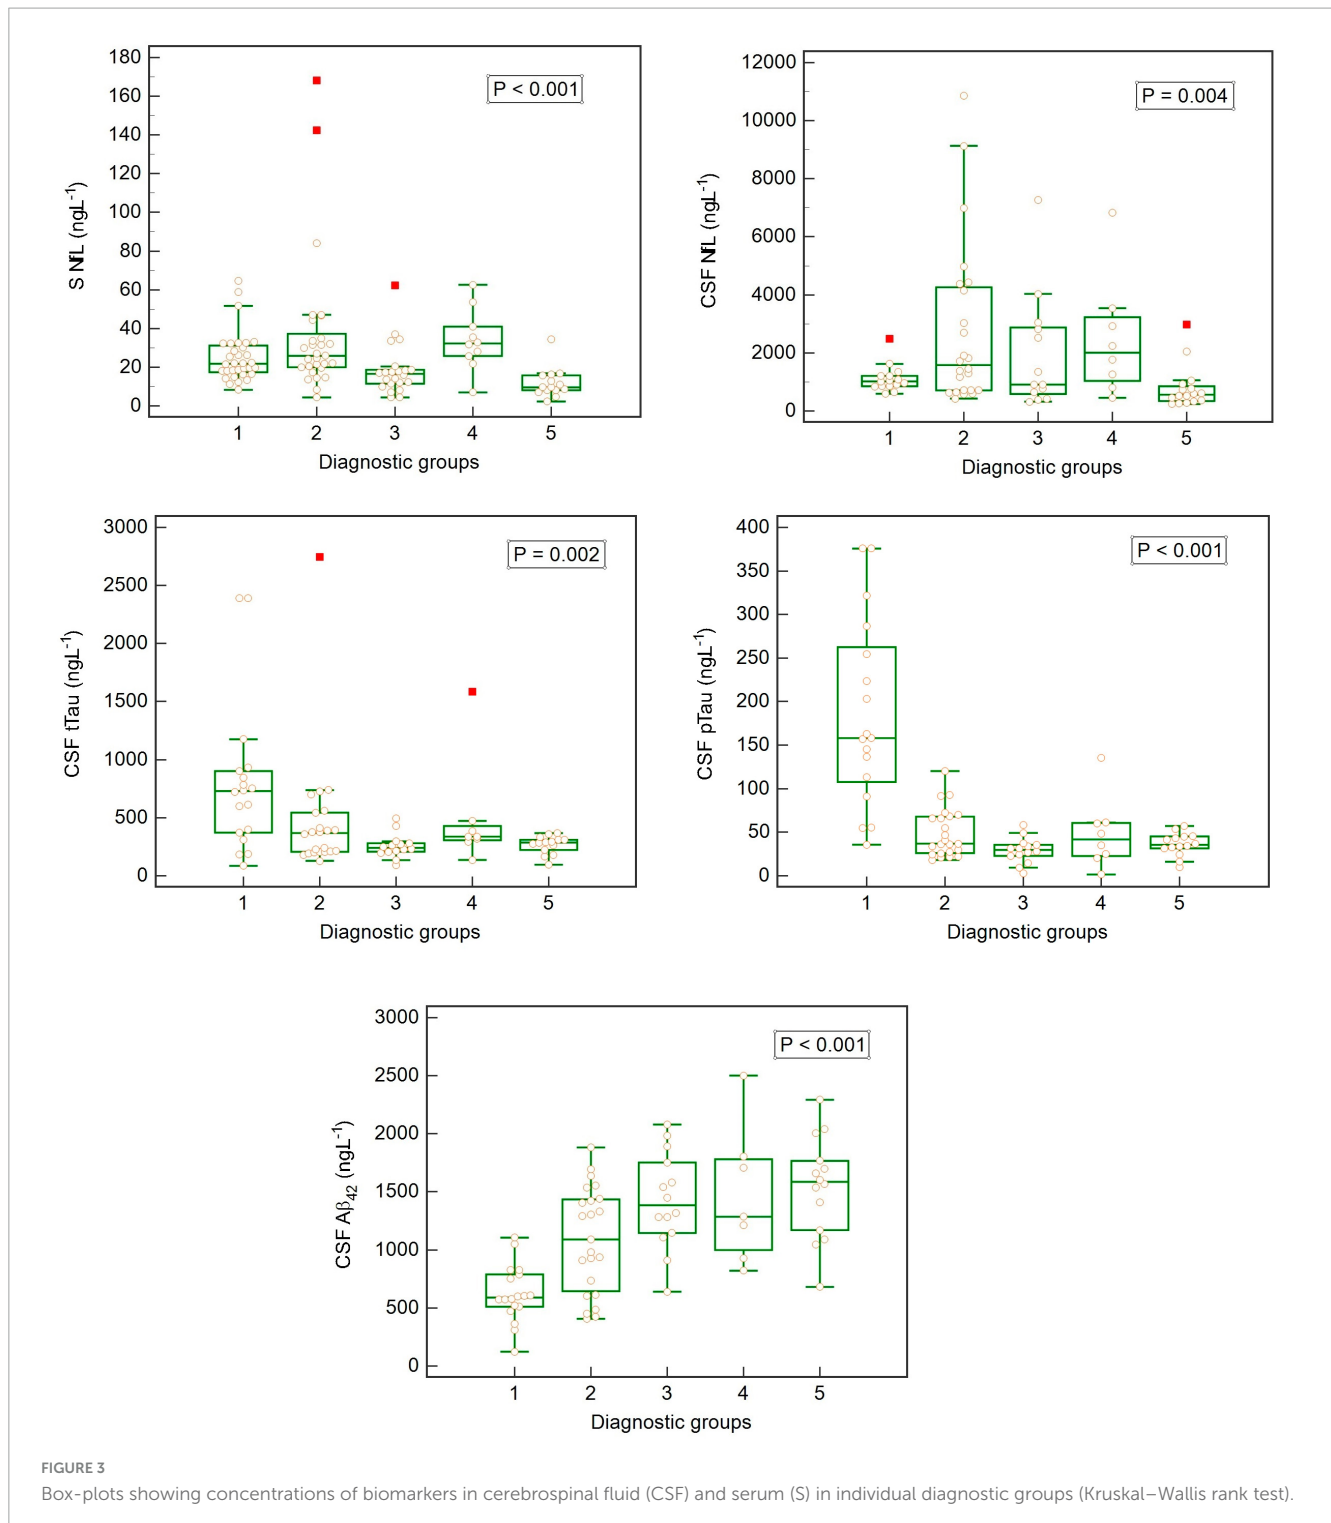 180
160
140
120
100
80
60
40
20
0
S NfL (ngL-1)
P < 0.001
1 2 3 4 5
Diagnostic groups
12000
10000
8000
6000
4000
2000
0
CSF NfL (ngL-1)
P = 0.004
1 2 3 4 5
Diagnostic groups
3000
2500
2000
1500
1000
500
0
CSF tTau (ngL-1)
P = 0.002
1 2 3 4 5
Diagnostic groups
400
350
300
250
200
150
100
50
0
CSF pTau (ngL-1)
P < 0.001
1 2 3 4 5
Diagnostic groups
3000
2500
2000
1500
1000
500
0
CSF Aβ42 (ngL-1)
P < 0.001
1 2 3 4 5
Diagnostic groups
FIGURE 3
Box-plots showing concentrations of biomarkers in cerebrospinal fluid (CSF) and serum (S) in individual diagnostic groups (Kruskal–Wallis rank test).